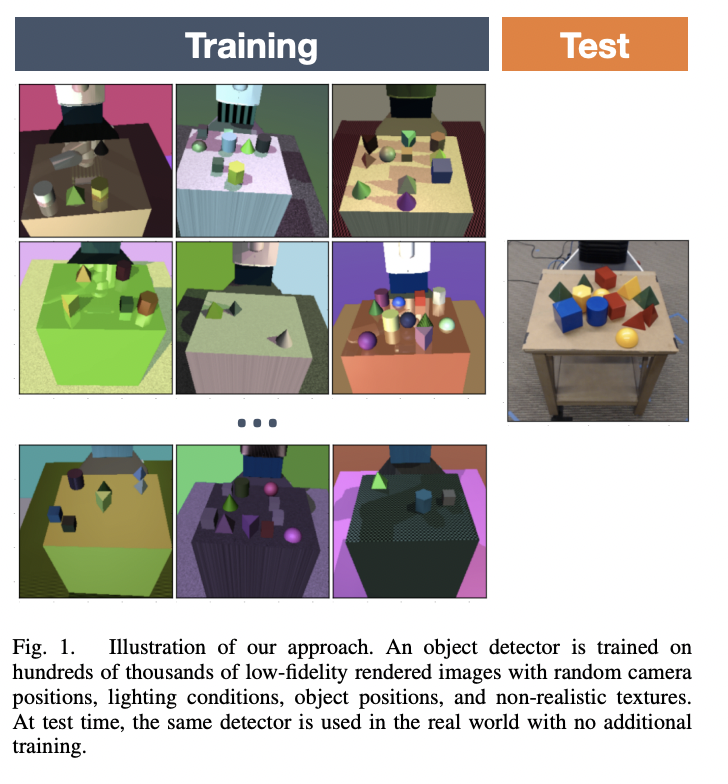 Training
Test
Fig. 1. Illustration of our approach. An object detector is trained on
hundreds of thousands of low-fidelity rendered images with random camera
positions, lighting conditions, object positions, and non-realistic textures.
At test time, the same detector is used in the real world with no additional
training.